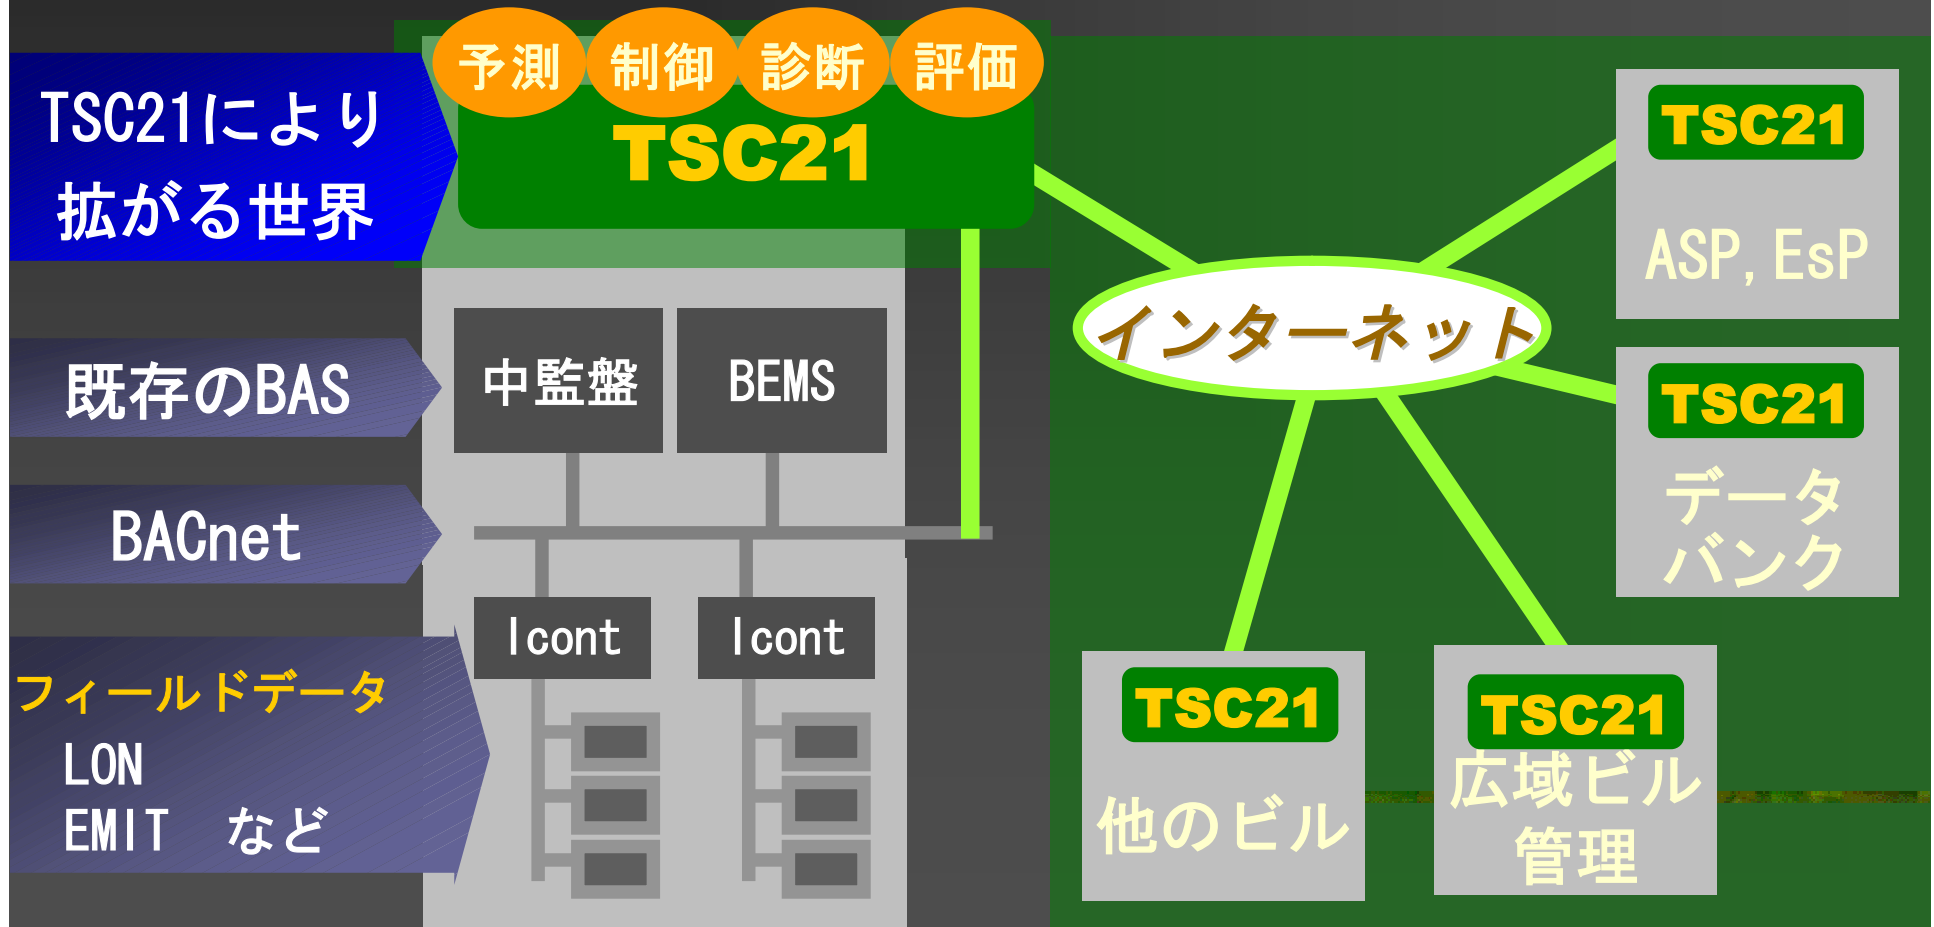 予測
制御
診断
評価
TSC21
TSC21により
拡がる世界
既存のBAS
中監盤
BEMS
BACnet
Icont
Icont
フィールドデータ
LON
EMIT など
インターネット
TSC21
ASP,EsP
TSC21
データ
バンク
TSC21
他のビル
TSC21
広域ビル
管理